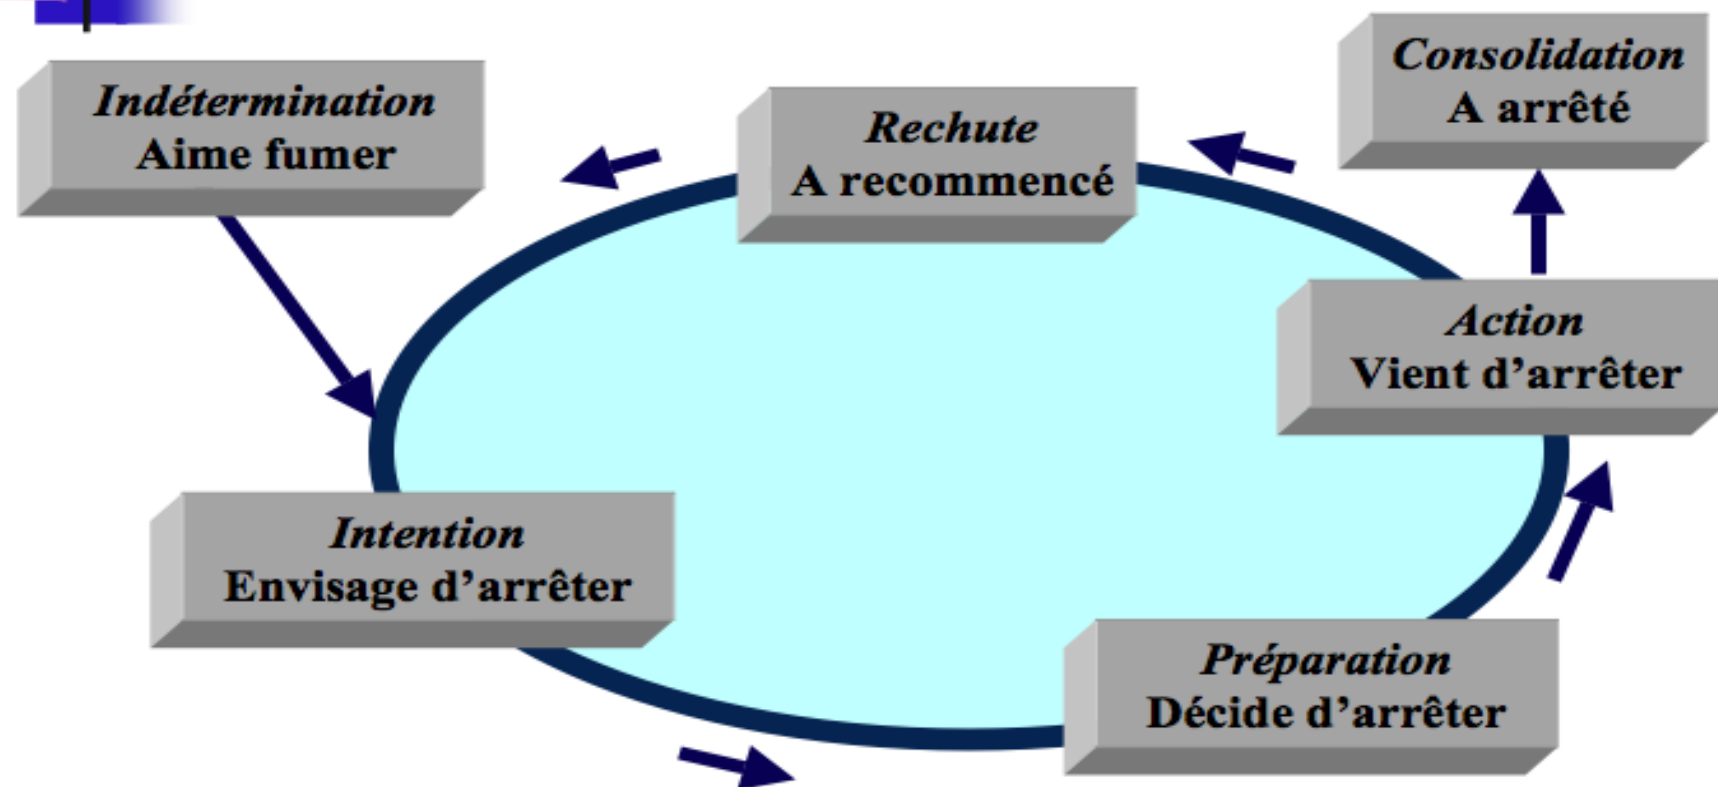 Indétermination
Aime fumer
Rechute
A recommencé
Consolidation
A arrêté
Action
Vient d’arrêter
Intention
Envisage d’arrêter
Préparation
Décide d’arrêter